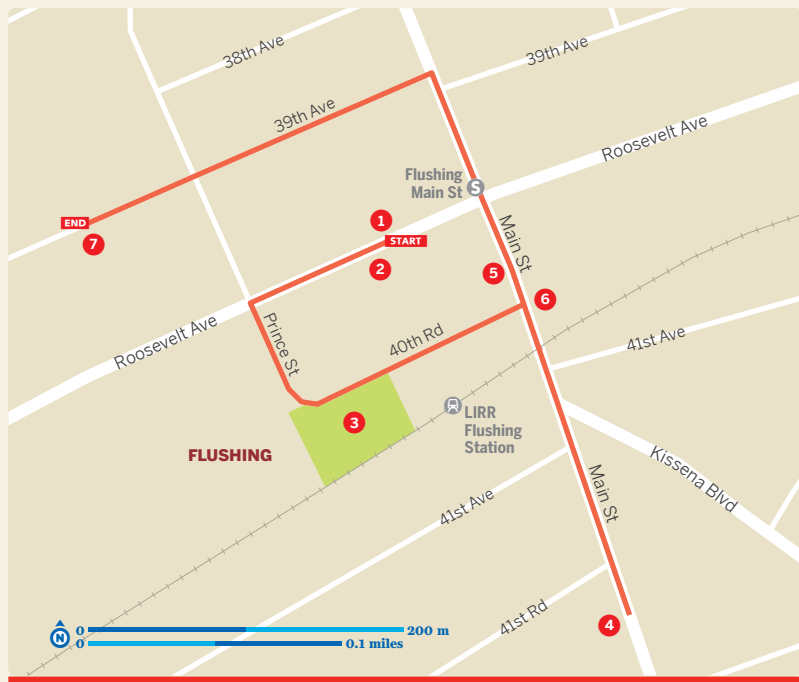 38th Ave
39th Ave
39th Ave
Roosevelt Ave
Flushing
Main St
S
END
7
1
START
2
Main St
5
6
Roosevelt Ave
Prince St
40th Rd
41st Ave
3
LIRR
Flushing
Station
FLUSHING
Kissena Blvd
41st Ave
Main St
41st Rd
4
N
0
200 m
0
0.1 miles